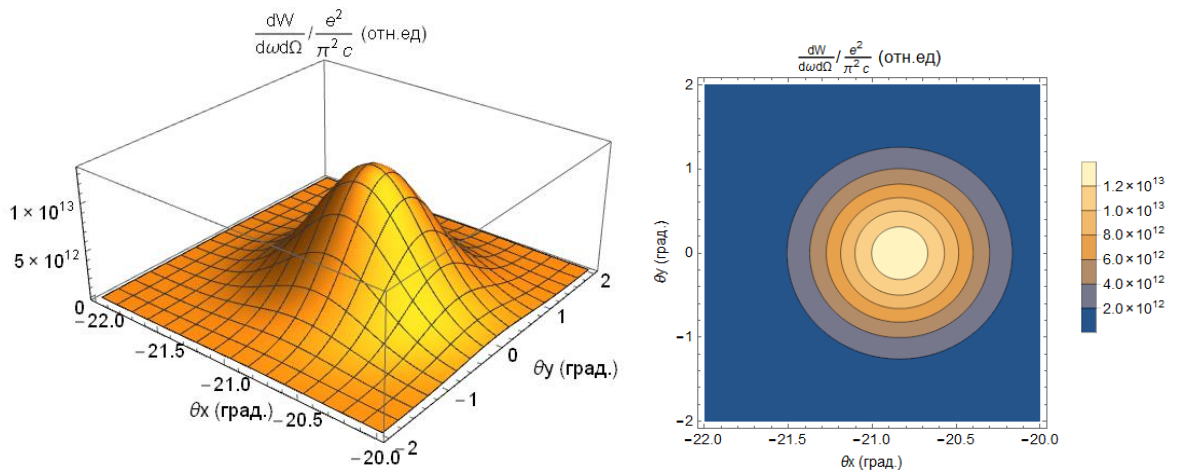 dW/dωdΩ / e²/π² c (отн.ед)
1 × 10¹³
5 × 10¹²
0
−22.0
−21.5
−21.0
−20.5
−20.0
θx (град.)
−2
−1
0
1
2
θy (град.)
dW/dωdΩ / e²/π² c (отн.ед)
2
1
0
−1
−2
θy (град.)
−22.0 −21.5 −21.0 −20.5 −20.0
θx (град.)
1.2×10¹³
1.0×10¹³
8.0×10¹²
6.0×10¹²
4.0×10¹²
2.0×10¹²